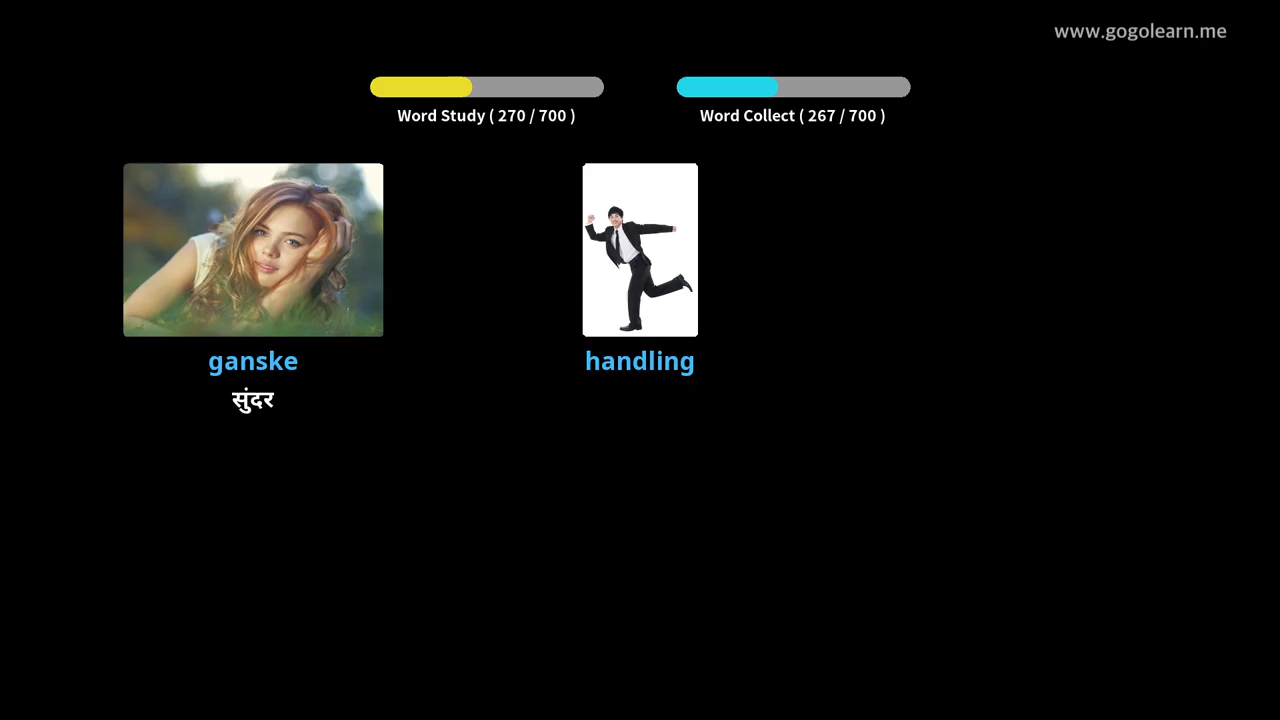 www.gogolearn.me
Word Study ( 270 / 700 )
Word Collect ( 267 / 700 )
ganske
handling
सुंदर